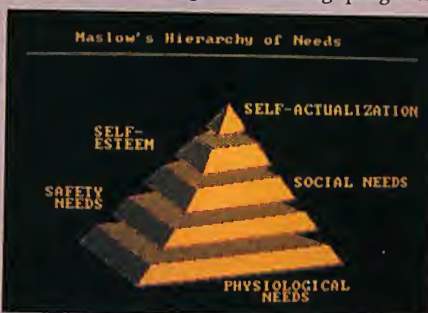 Maslow's Hierarchy of Needs
SELF-ACTUALIZATION
SELF-
ESTEEM
SOCIAL NEEDS
SAFETY
NEEDS
PHYSIOLOGICAL
NEEDS